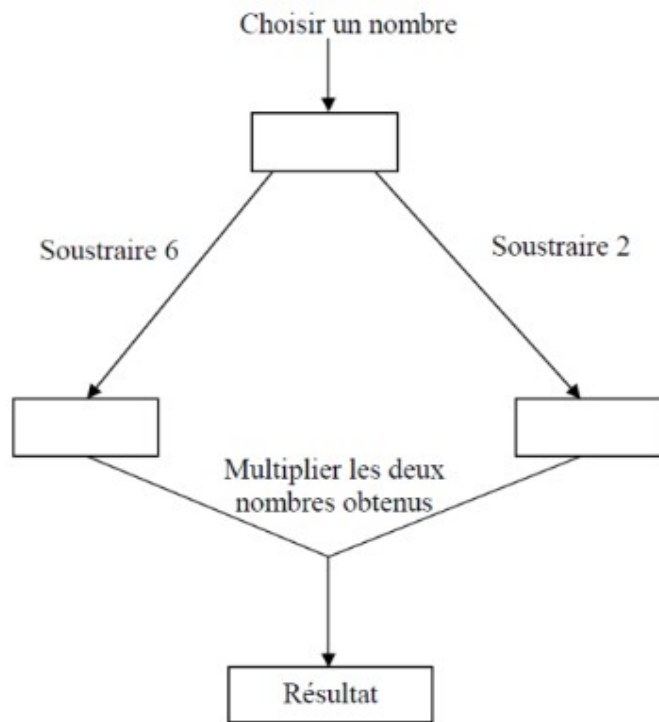 Choisir un nombre
Soustraire 6
Soustraire 2
Multiplier les deux
nombres obtenus
Résultat